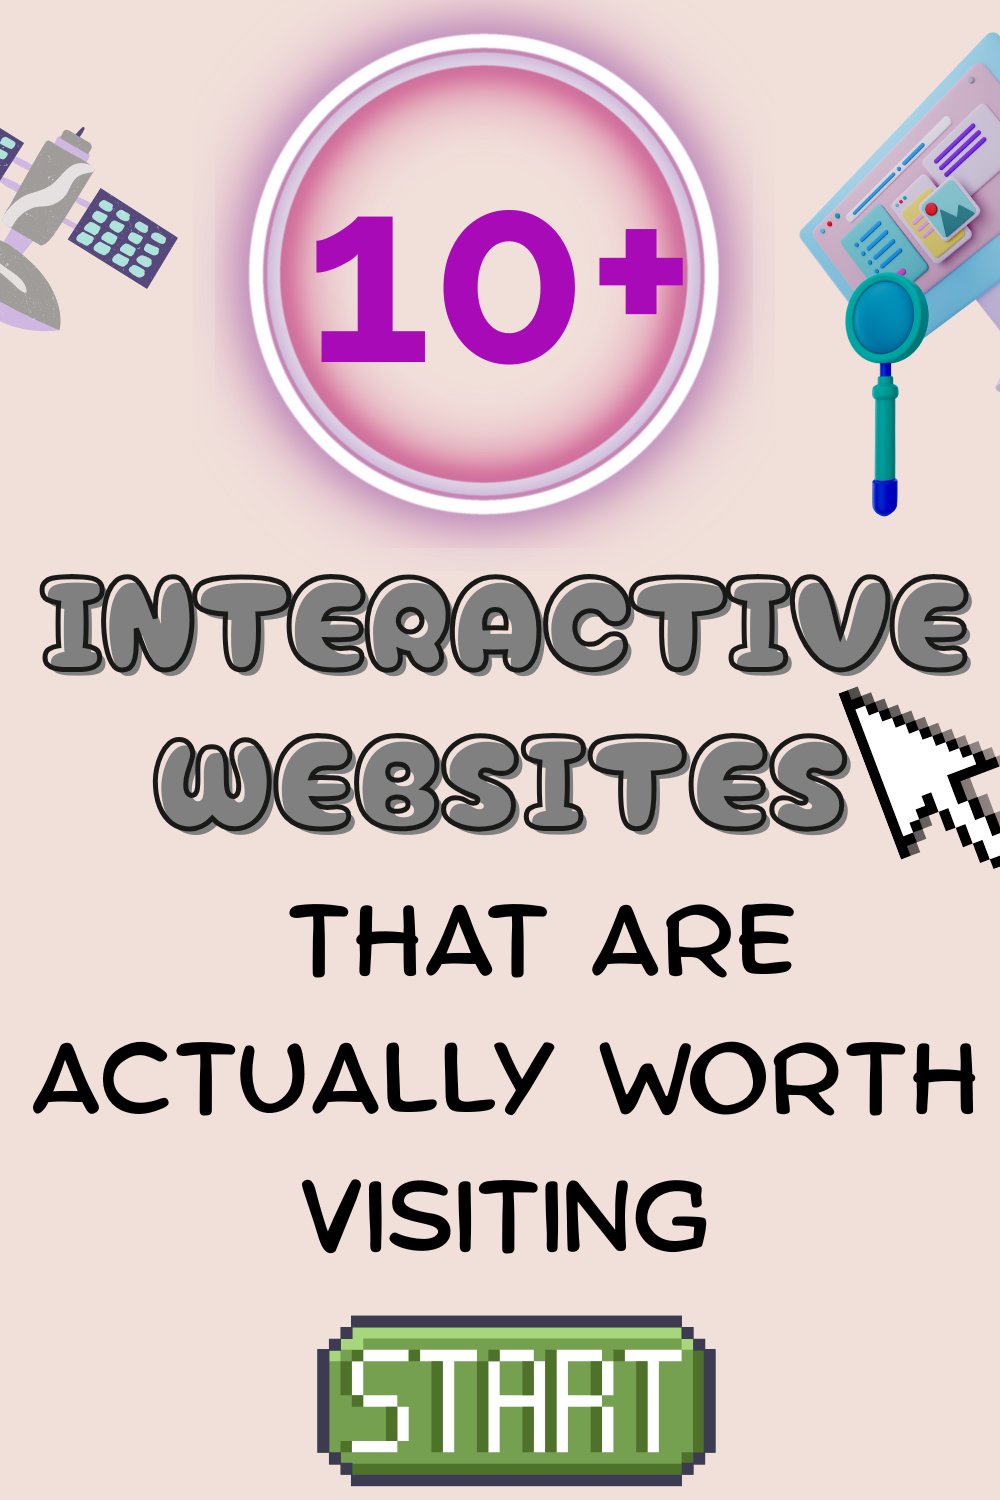 10+
INTERACTIVE
WEBSITES
THAT ARE
ACTUALLY WORTH
VISITING
START